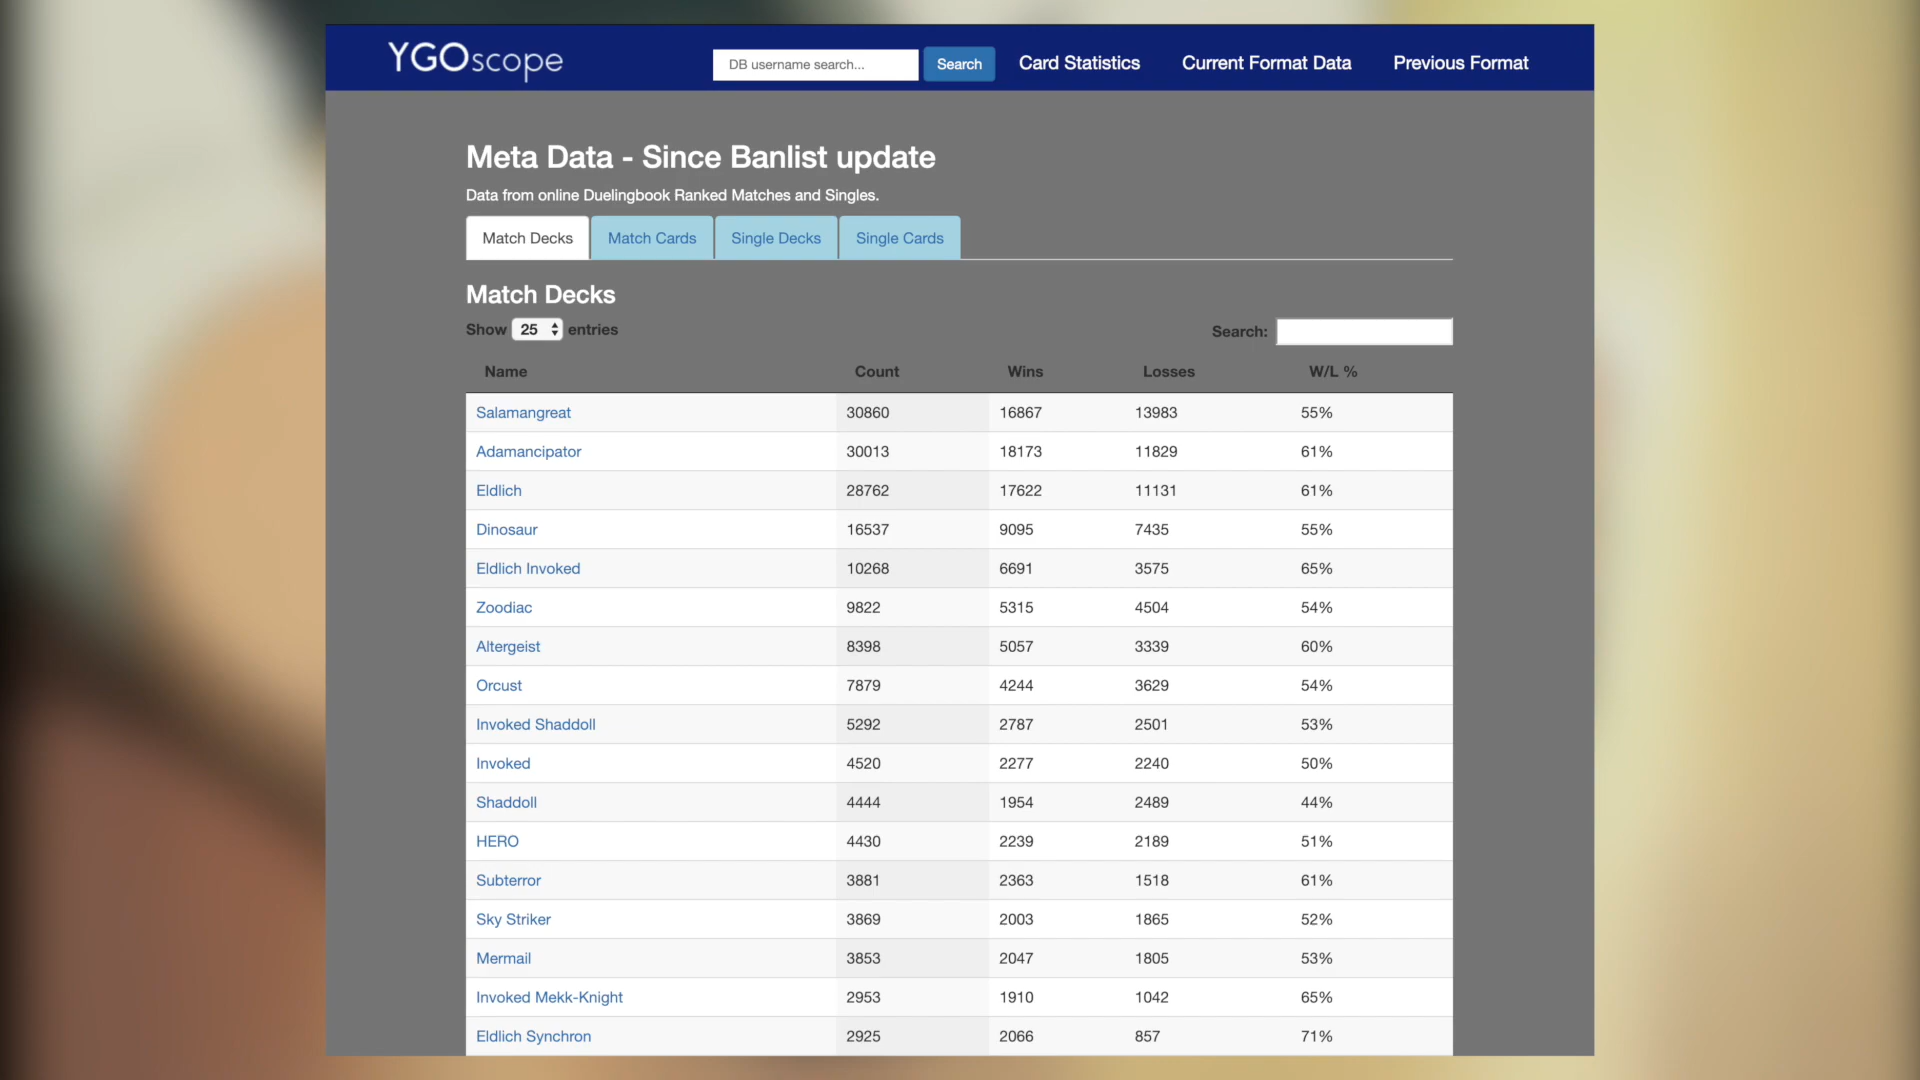 YGOscope
DB username search... Search Card Statistics Current Format Data Previous Format
Meta Data - Since Banlist update
Data from online Duelingbook Ranked Matches and Singles.
Match Decks Match Cards Single Decks Single Cards
Match Decks
Show 25 entries Search:
Name Count Wins Losses W/L %
Salamangreat 30860 16867 13983 55%
Adamancipator 30013 18173 11829 61%
Eldlich 28762 17622 11131 61%
Dinosaur 16537 9095 7435 55%
Eldlich Invoked 10268 6691 3575 65%
Zoodiac 9822 5315 4504 54%
Altergeist 8398 5057 3339 60%
Orcust 7879 4244 3629 54%
Invoked Shaddoll 5292 2787 2501 53%
Invoked 4520 2277 2240 50%
Shaddoll 4444 1954 2489 44%
HERO 4430 2239 2189 51%
Subterror 3881 2363 1518 61%
Sky Striker 3869 2003 1865 52%
Mermail 3853 2047 1805 53%
Invoked Mekk-Knight 2953 1910 1042 65%
Eldlich Synchron 2925 2066 857 71%